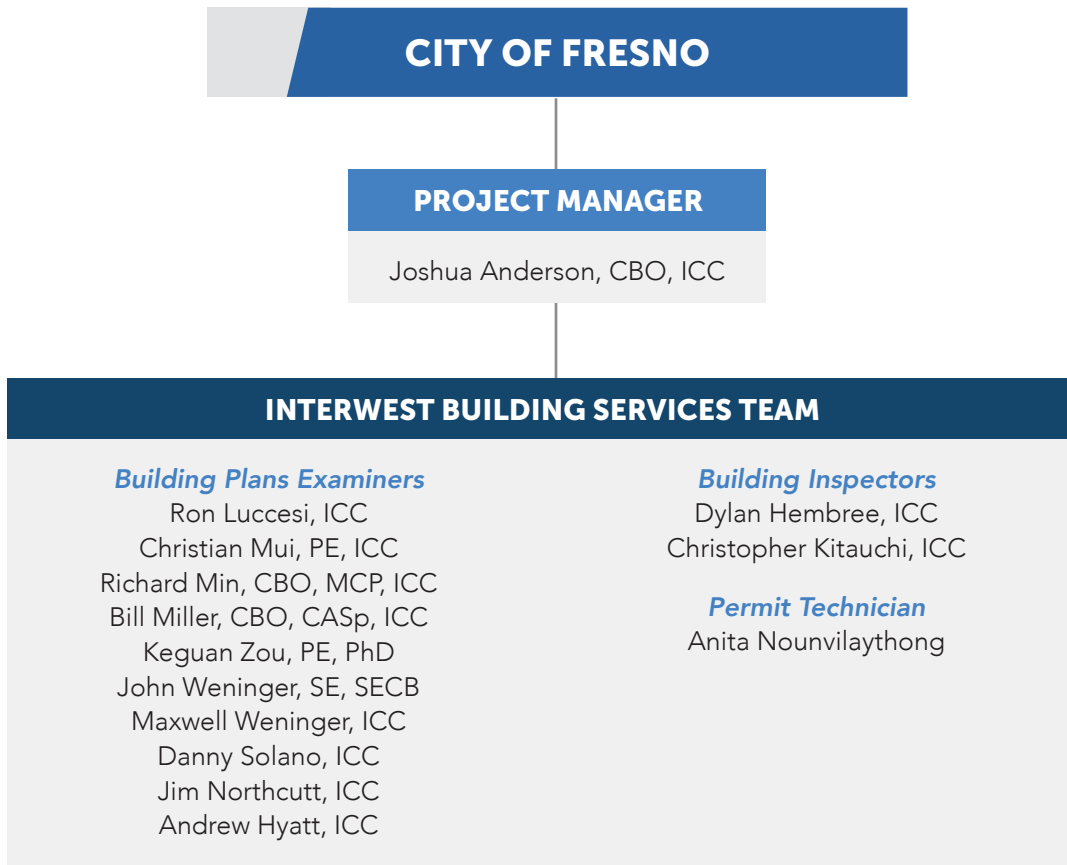 CITY OF FRESNO
PROJECT MANAGER
Joshua Anderson, CBO, ICC
INTERWEST BUILDING SERVICES TEAM
Building Plans Examiners
Ron Luccesi, ICC
Christian Mui, PE, ICC
Richard Min, CBO, MCP, ICC
Bill Miller, CBO, CASp, ICC
Keguan Zou, PE, PhD
John Weninger, SE, SECB
Maxwell Weninger, ICC
Danny Solano, ICC
Jim Northcutt, ICC
Andrew Hyatt, ICC
Building Inspectors
Dylan Hembree, ICC
Christopher Kitauchi, ICC
Permit Technician
Anita Nounvilaythong